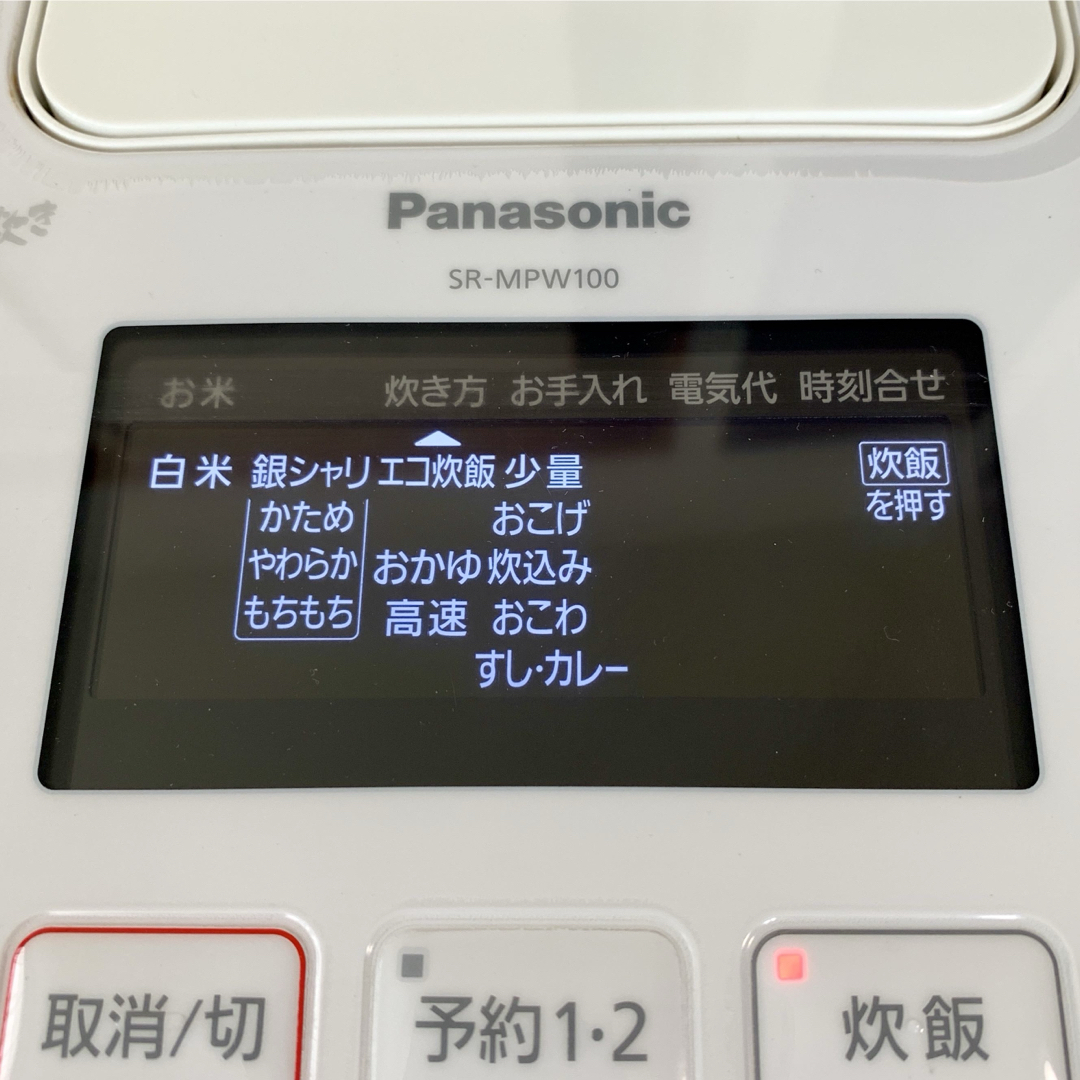 炊き
Panasonic
SR-MPW100
お米 炊き方 お手入れ 電気代 時刻合せ
白米 銀シャリ エコ炊飯 少量 炊飯
かため おこげ を押す
やわらか おかゆ 炊込み
もちもち 高速 おこわ
すし・カレー
取消/切 予約1・2 炊飯